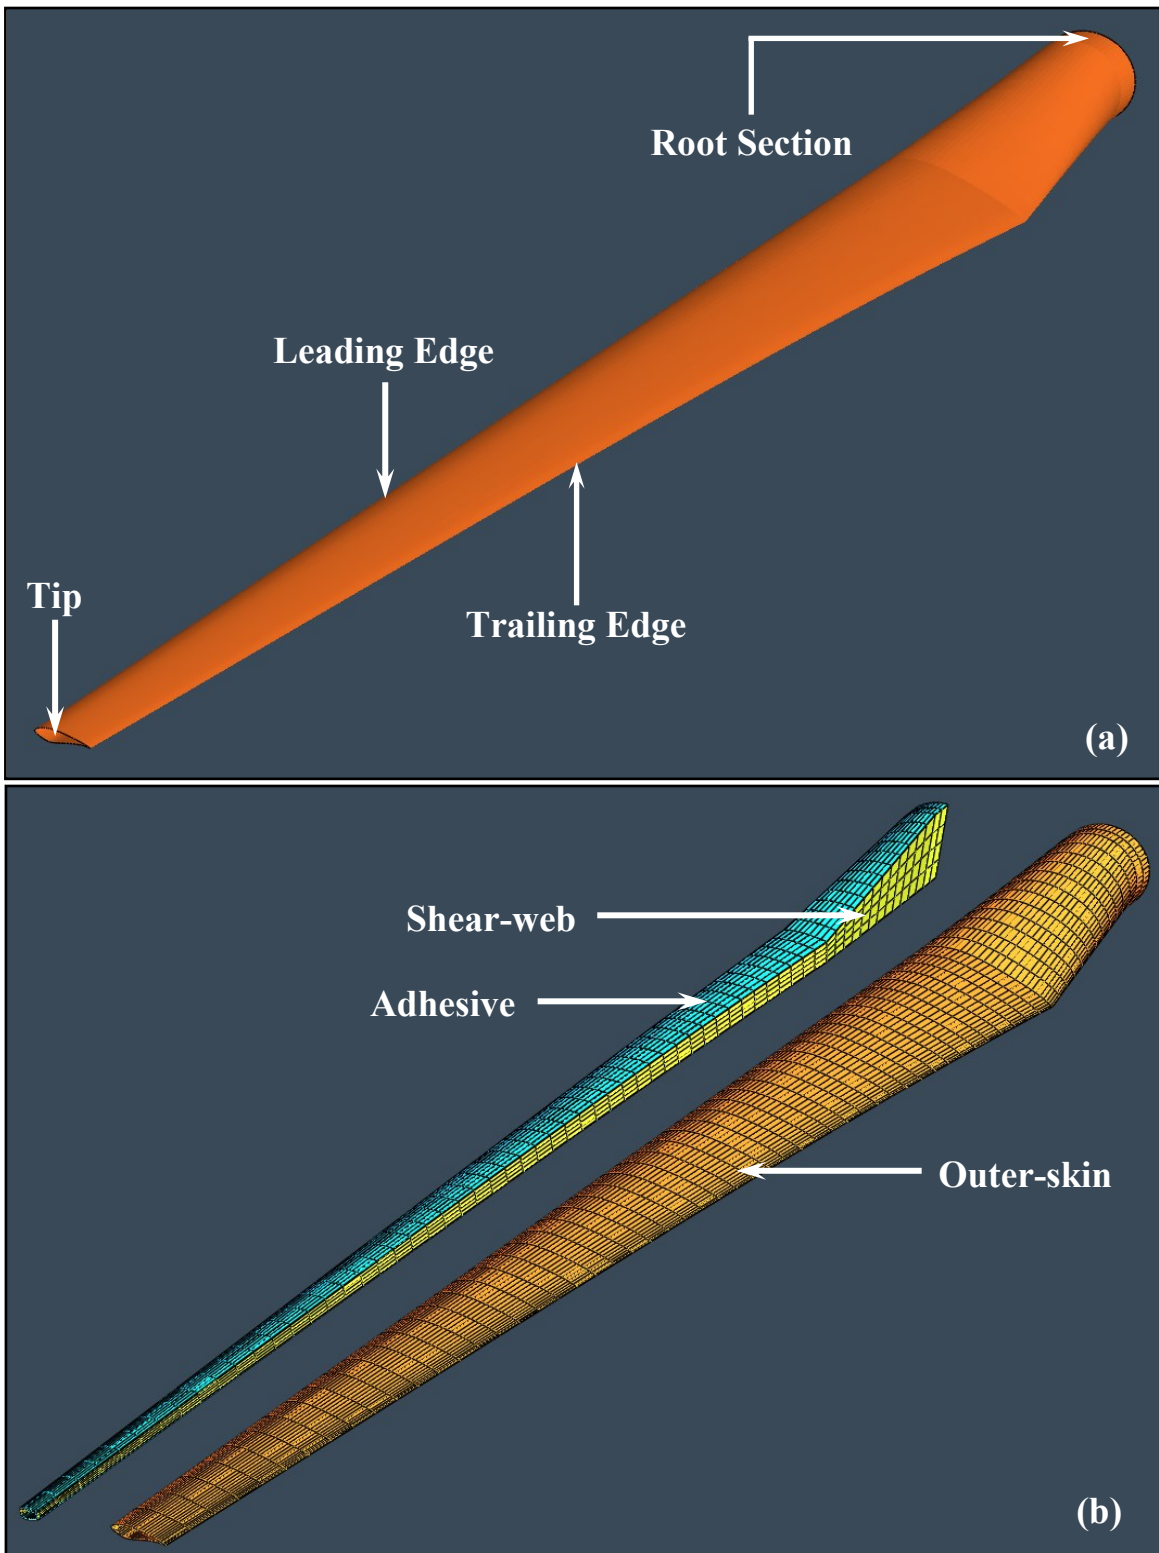 Root Section
Leading Edge
Tip
Trailing Edge
(a)
Shear-web
Adhesive
Outer-skin
(b)